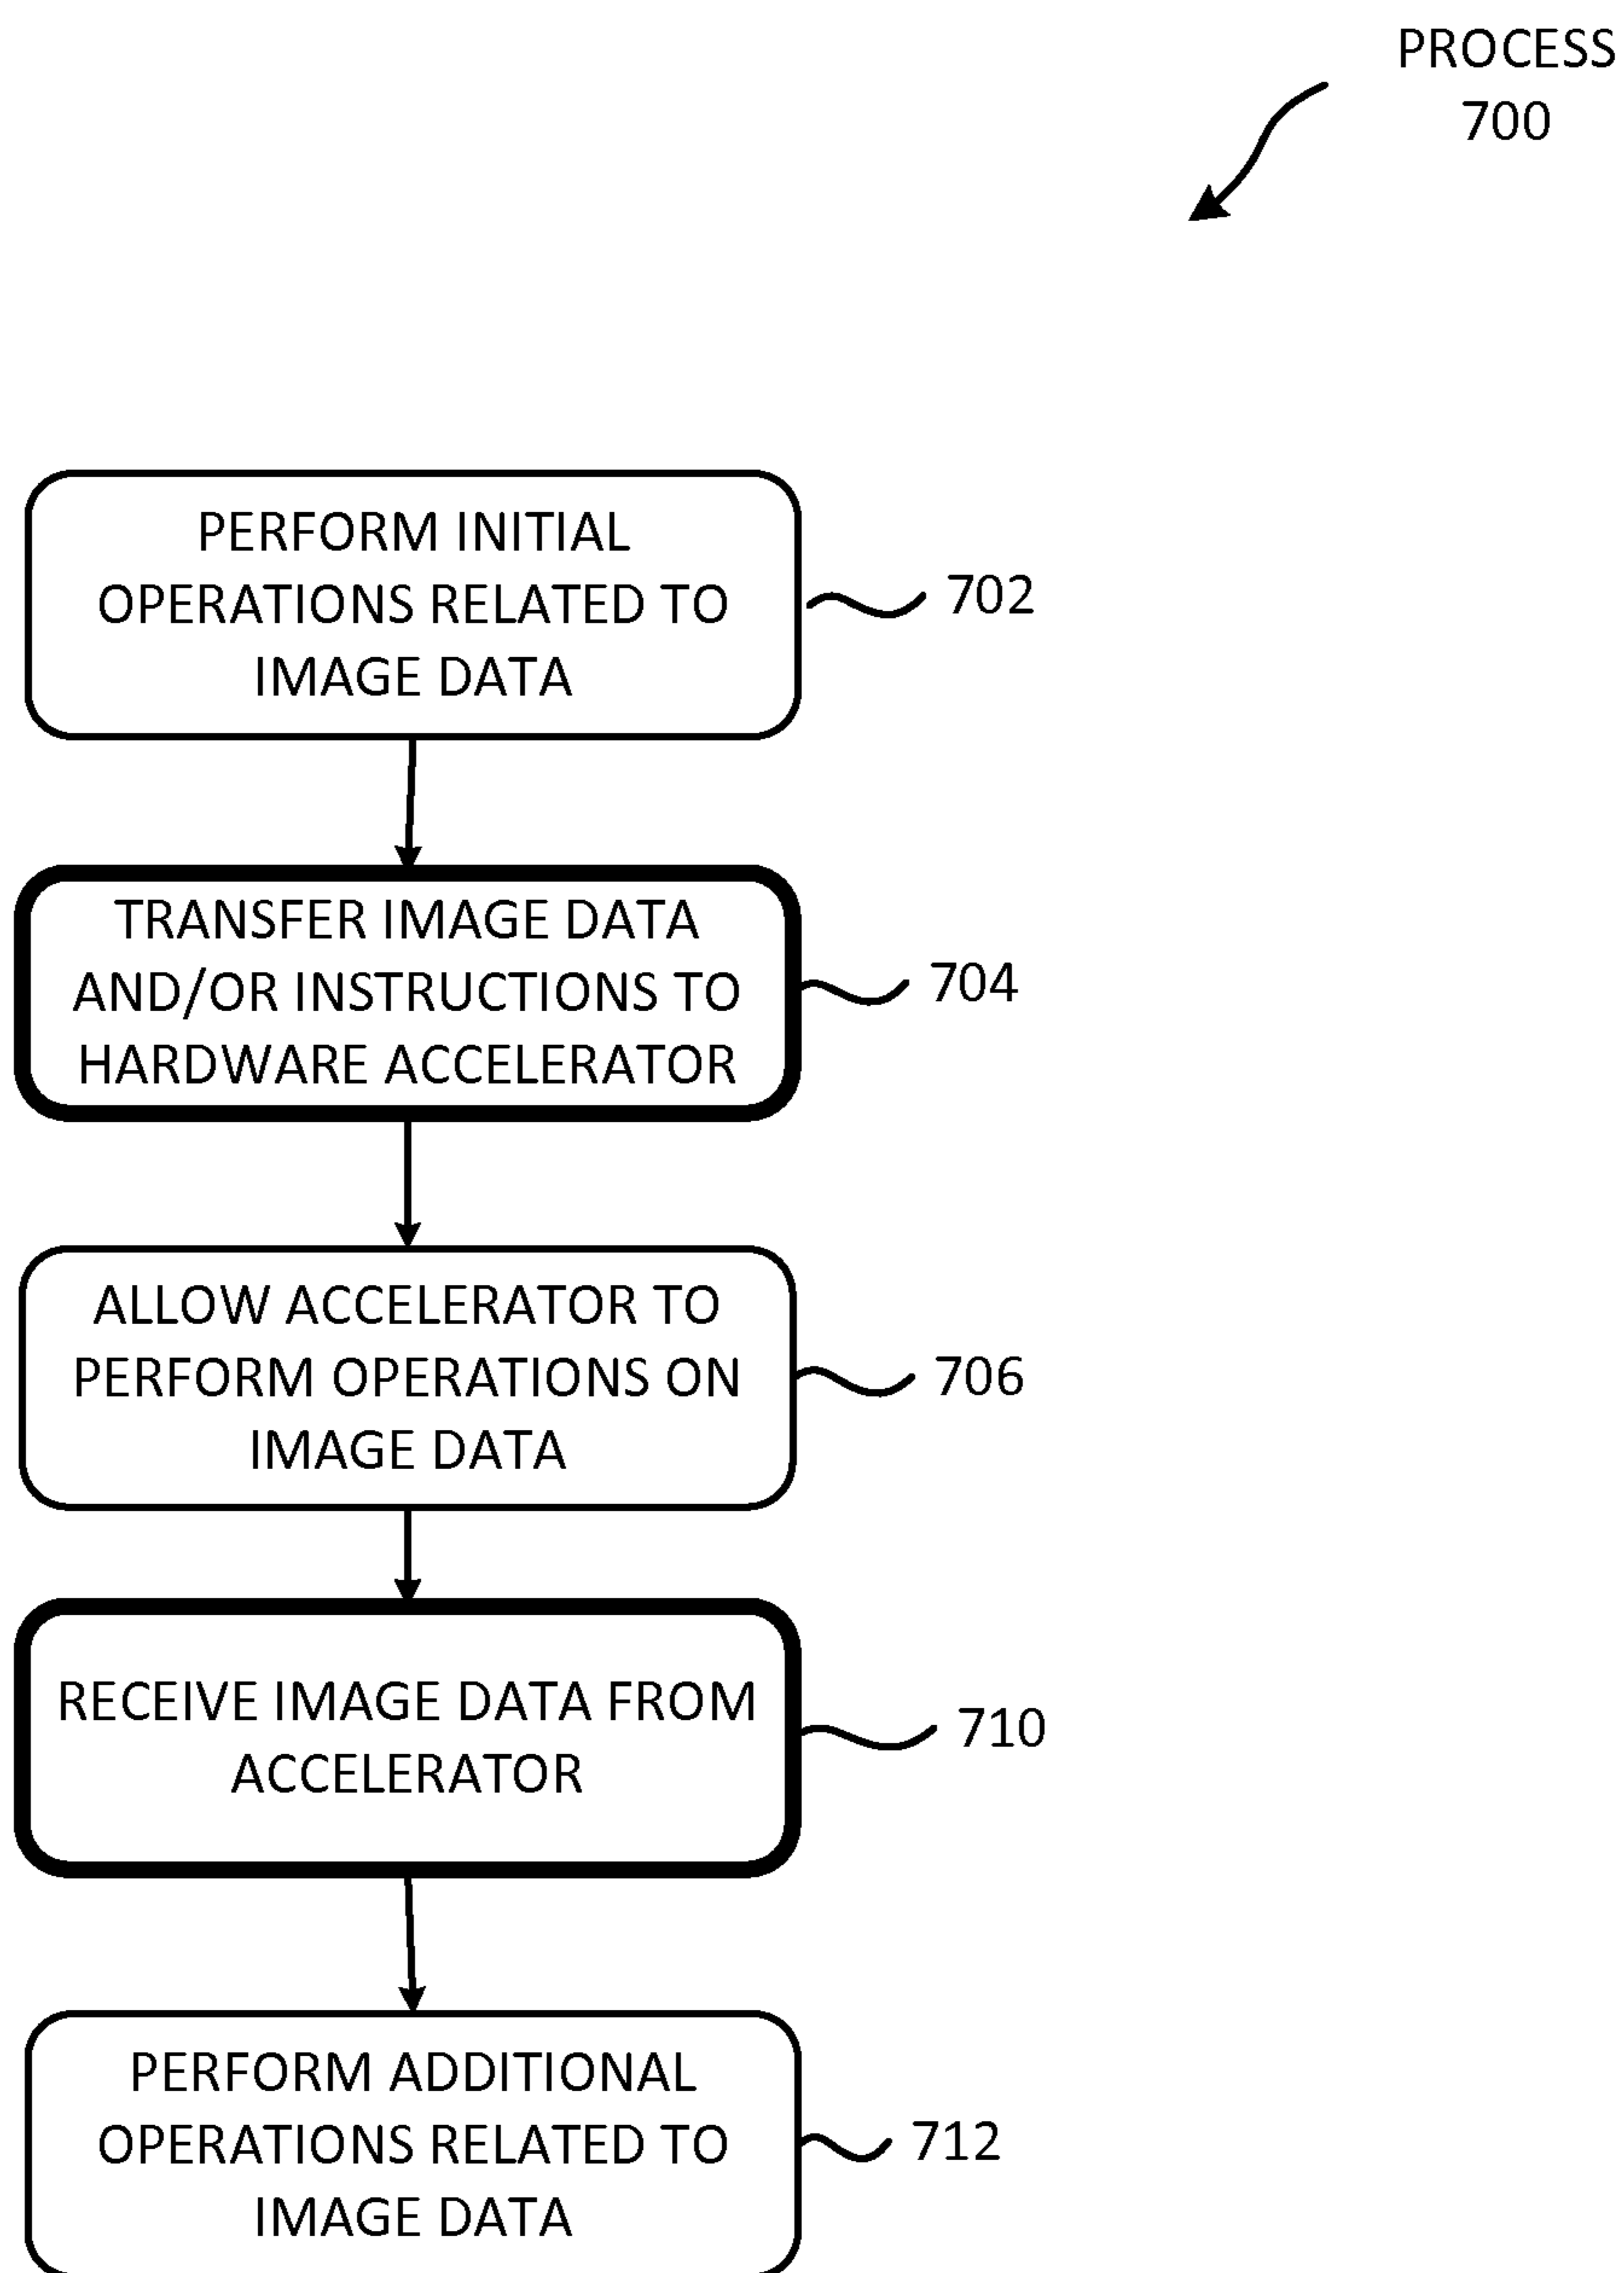 PROCESS
700
PERFORM INITIAL
OPERATIONS RELATED TO
IMAGE DATA
702
TRANSFER IMAGE DATA
AND/OR INSTRUCTIONS TO
HARDWARE ACCELERATOR
704
ALLOW ACCELERATOR TO
PERFORM OPERATIONS ON
IMAGE DATA
706
RECEIVE IMAGE DATA FROM
ACCELERATOR
710
PERFORM ADDITIONAL
OPERATIONS RELATED TO
IMAGE DATA
712